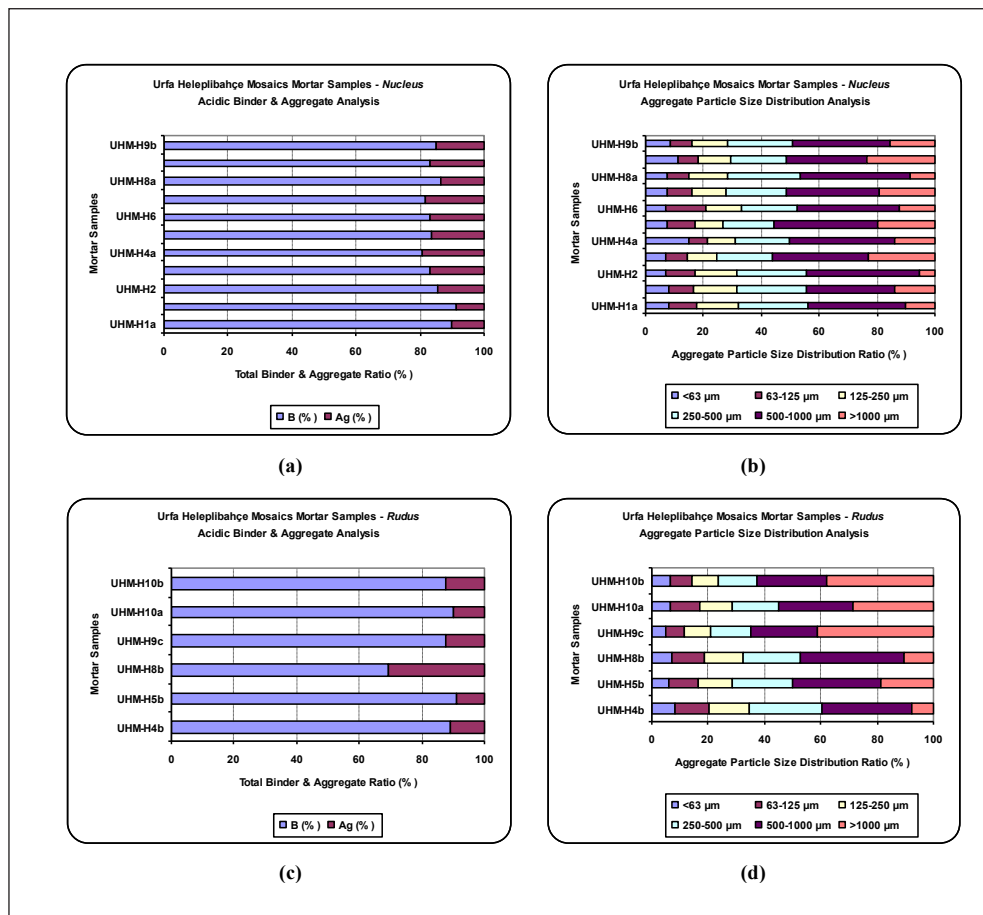 Urfa Heleplibahçe Mosaics Mortar Samples - Nucleus
Acidic Binder & Aggregate Analysis
Mortar Samples
UHM-H9b
UHM-H8a
UHM-H6
UHM-H4a
UHM-H2
UHM-H1a
0 20 40 60 80 100
Total Binder & Aggregate Ratio (% )
B (% ) Ag (% )
(a)
Urfa Heleplibahçe Mosaics Mortar Samples - Nucleus
Aggregate Particle Size Distribution Analysis
Mortar Samples
UHM-H9b
UHM-H8a
UHM-H6
UHM-H4a
UHM-H2
UHM-H1a
0 20 40 60 80 100
Aggregate Particle Size Distribution Ratio (% )
<63 µm 63-125 µm 125-250 µm
250-500 µm 500-1000 µm >1000 µm
(b)
Urfa Heleplibahçe Mosaics Mortar Samples - Rudus
Acidic Binder & Aggregate Analysis
Mortar Samples
UHM-H10b
UHM-H10a
UHM-H9c
UHM-H8b
UHM-H5b
UHM-H4b
0 20 40 60 80 100
Total Binder & Aggregate Ratio (% )
B (% ) Ag (% )
(c)
Urfa Heleplibahçe Mosaics Mortar Samples - Rudus
Aggregate Particle Size Distribution Analysis
Mortar Samples
UHM-H10b
UHM-H10a
UHM-H9c
UHM-H8b
UHM-H5b
UHM-H4b
0 20 40 60 80 100
Aggregate Particle Size Distribution Ratio (% )
<63 µm 63-125 µm 125-250 µm
250-500 µm 500-1000 µm >1000 µm
(d)